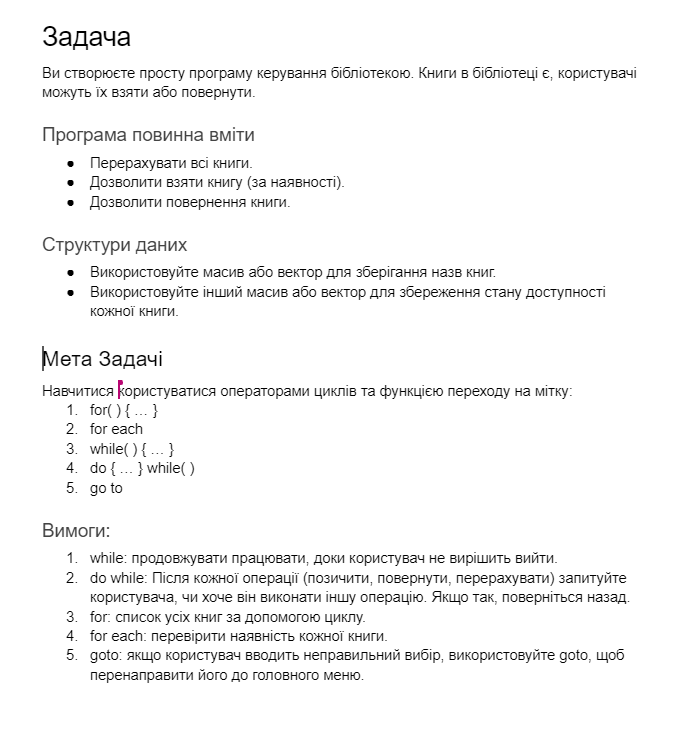 Задача
Ви створюєте просту програму керування бібліотекою. Книги в бібліотеці є, користувачі
можуть їх взяти або повернути.
Програма повинна вміти
● Перерахувати всі книги.
● Дозволити взяти книгу (за наявності).
● Дозволити повернення книги.
Структури даних
● Використовуйте масив або вектор для зберігання назв книг.
● Використовуйте інший масив або вектор для збереження стану доступності
кожної книги.
Мета Задачі
Навчитися користуватися операторами циклів та функцією переходу на мітку:
1. for( ) { … }
2. for each
3. while( ) { … }
4. do { … } while( )
5. go to
Вимоги:
1. while: продовжувати працювати, доки користувач не вирішить вийти.
2. do while: Після кожної операції (позичити, повернути, перерахувати) запитуйте
користувача, чи хоче він виконати іншу операцію. Якщо так, поверніться назад.
3. for: список усіх книг за допомогою циклу.
4. for each: перевірити наявність кожної книги.
5. goto: якщо користувач вводить неправильний вибір, використовуйте goto, щоб
перенаправити його до головного меню.